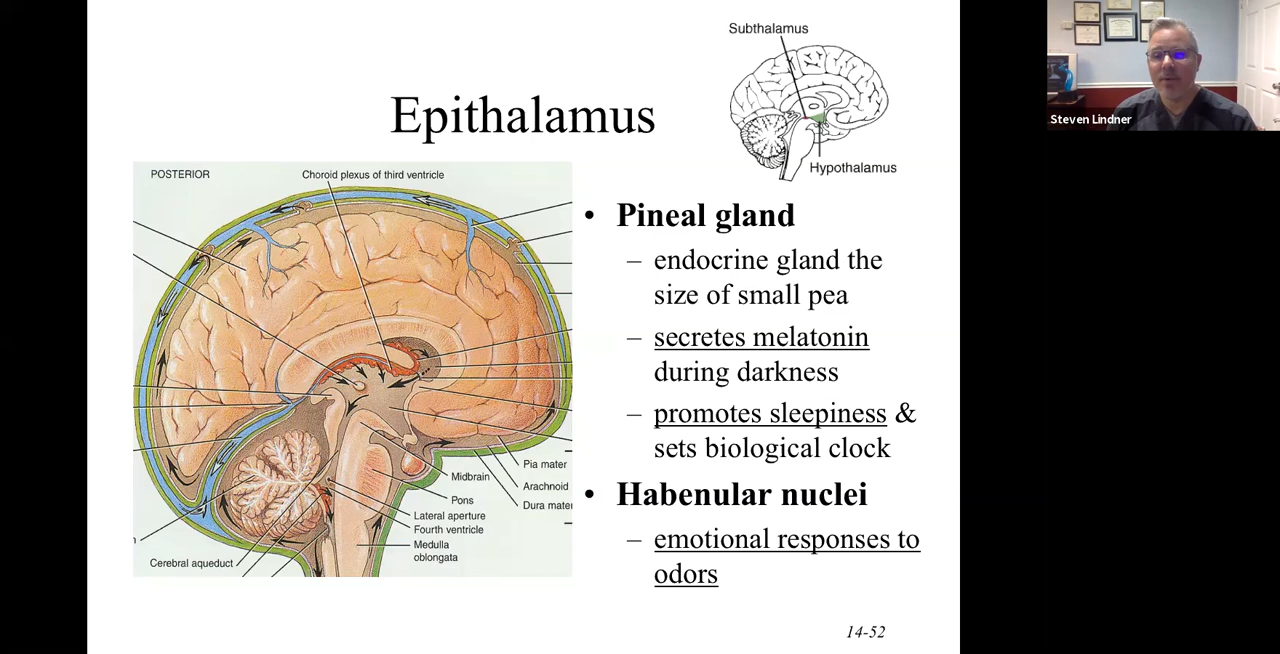 Subthalamus
Epithalamus
Hypothalamus
Steven Lindner
POSTERIOR
Choroid plexus of third ventricle
Midbrain
Pons
Lateral aperture
Fourth ventricle
Medulla
oblongata
Pia mater
Arachnoid
Dura mater
Cerebral aqueduct
• Pineal gland
– endocrine gland the
size of small pea
– secretes melatonin
during darkness
– promotes sleepiness &
sets biological clock
• Habenular nuclei
– emotional responses to
odors
14-52